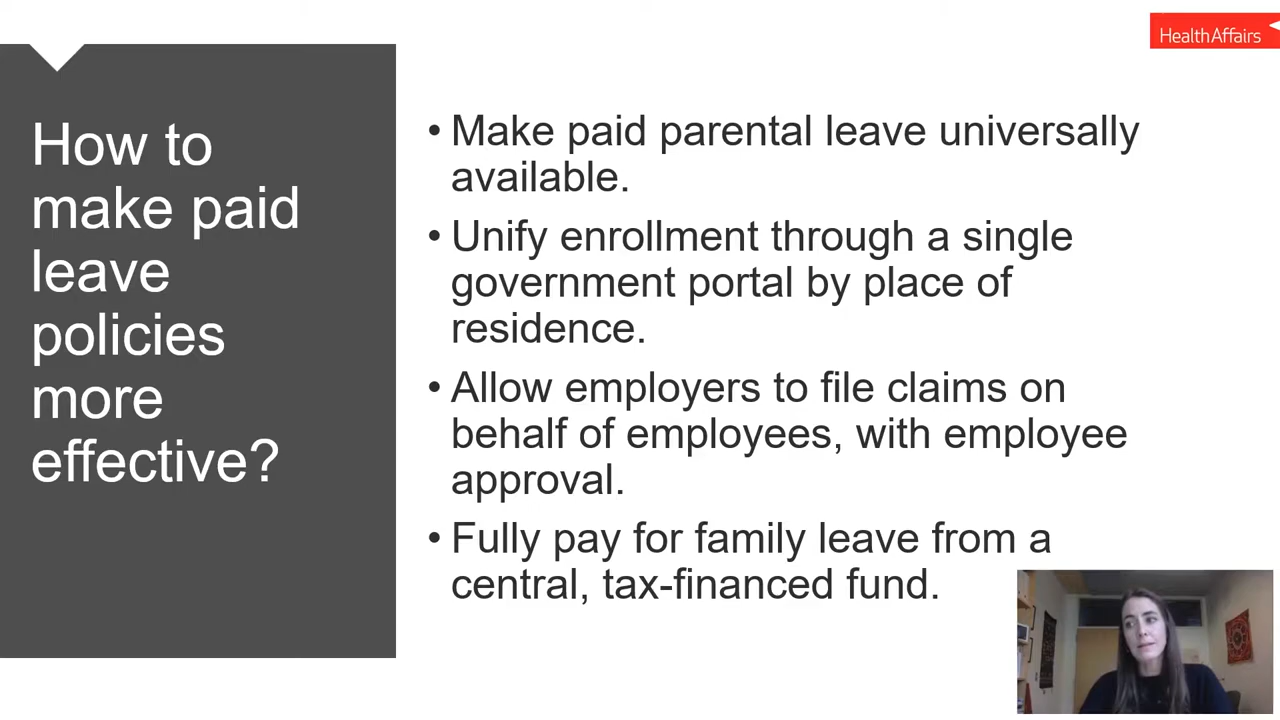 HealthAffairs
How to
make paid
leave
policies
more
effective?
• Make paid parental leave universally
available.
• Unify enrollment through a single
government portal by place of
residence.
• Allow employers to file claims on
behalf of employees, with employee
approval.
• Fully pay for family leave from a
central, tax-financed fund.